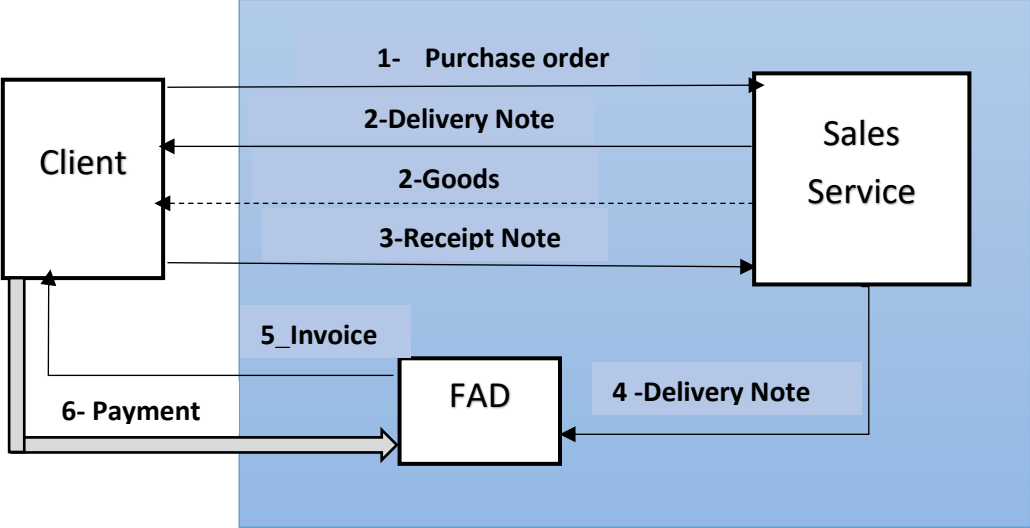 1- Purchase order
2-Delivery Note
Client
Sales
Service
2-Goods
3-Receipt Note
5_Invoice
FAD
4 -Delivery Note
6- Payment